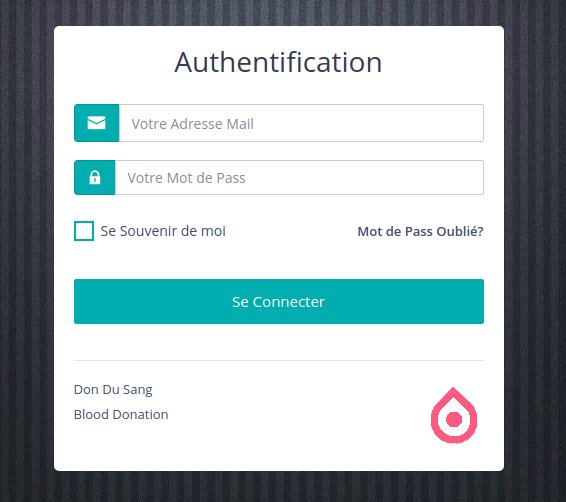 Authentification
Votre Adresse Mail
Votre Mot de Pass
Se Souvenir de moi Mot de Pass Oublié?
Se Connecter
Don Du Sang
Blood Donation